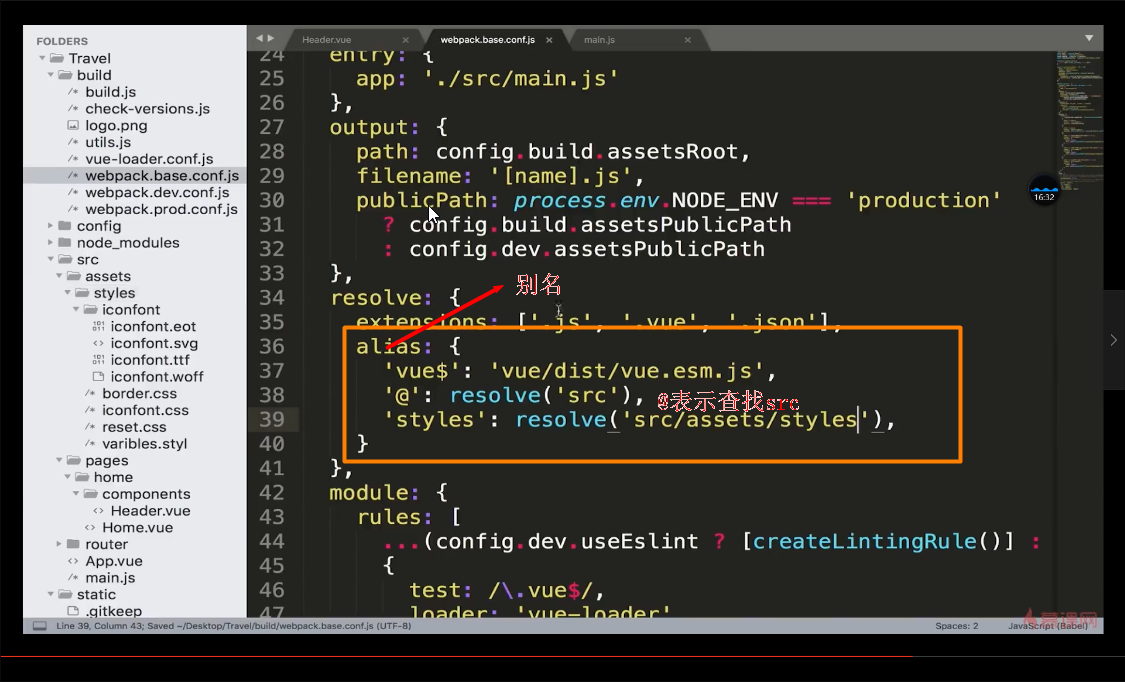 FOLDERS
Travel
build
/* build.js
/* check-versions.js
logo.png
/* utils.js
/* vue-loader.conf.js
/* webpack.base.conf.js
/* webpack.dev.conf.js
/* webpack.prod.conf.js
config
node_modules
src
assets
styles
iconfont
iconfont.eot
<> iconfont.svg
iconfont.ttf
iconfont.woff
/* border.css
/* iconfont.css
/* reset.css
/* varibles.styl
pages
home
components
<> Header.vue
<> Home.vue
router
<> App.vue
/* main.js
static
.gitkeep
Header.vue × webpack.base.conf.js × main.js ×
24 entry: {
25 app: './src/main.js'
26 },
27 output: {
28 path: config.build.assetsRoot,
29 filename: '[name].js',
30 publicPath: process.env.NODE_ENV === 'production'
31 ? config.build.assetsPublicPath
32 : config.dev.assetsPublicPath
33 },
别名
34 resolve: {
35 extensions: ['.js', '.vue', '.json'],
36 alias: {
37 'vue$': 'vue/dist/vue.esm.js',
38 '@': resolve('src'),
@表示查找src
39 'styles': resolve('src/assets/styles'),
40 }
41 },
42 module: {
43 rules: [
44 ...(config.dev.useEslint ? [createLintingRule()] :
45 {
46 test: /\.vue$/,
47 loader: 'vue-loader'
16:32
Line 39, Column 43; Saved ~/Desktop/Travel/build/webpack.base.conf.js (UTF-8)
Spaces: 2
JavaScript (Babel)
慕课网